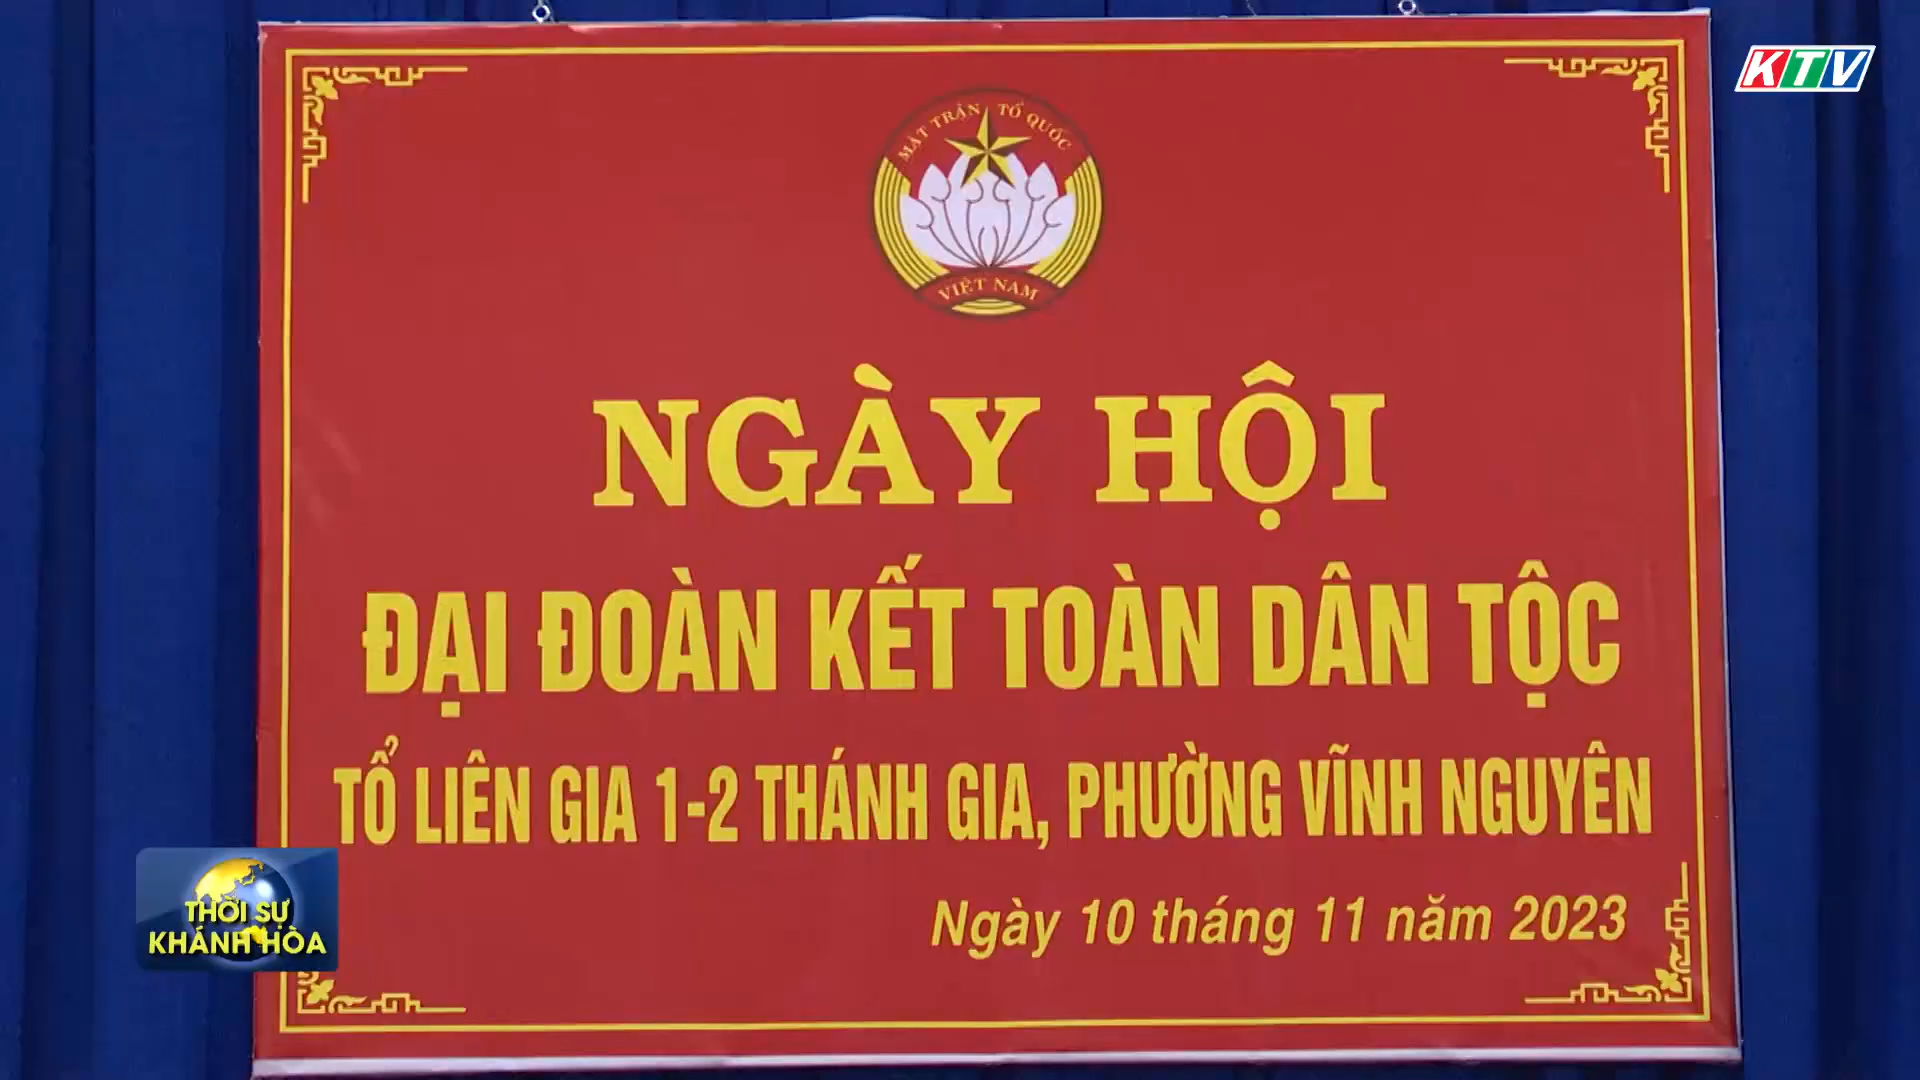 KTV
MẶT TRẬN TỔ QUỐC
VIỆT NAM
NGÀY HỘI
ĐẠI ĐOÀN KẾT TOÀN DÂN TỘC
TỔ LIÊN GIA 1-2 THÁNH GIA, PHƯỜNG VĨNH NGUYÊN
Ngày 10 tháng 11 năm 2023
THỜI SỰ
KHÁNH HÒA